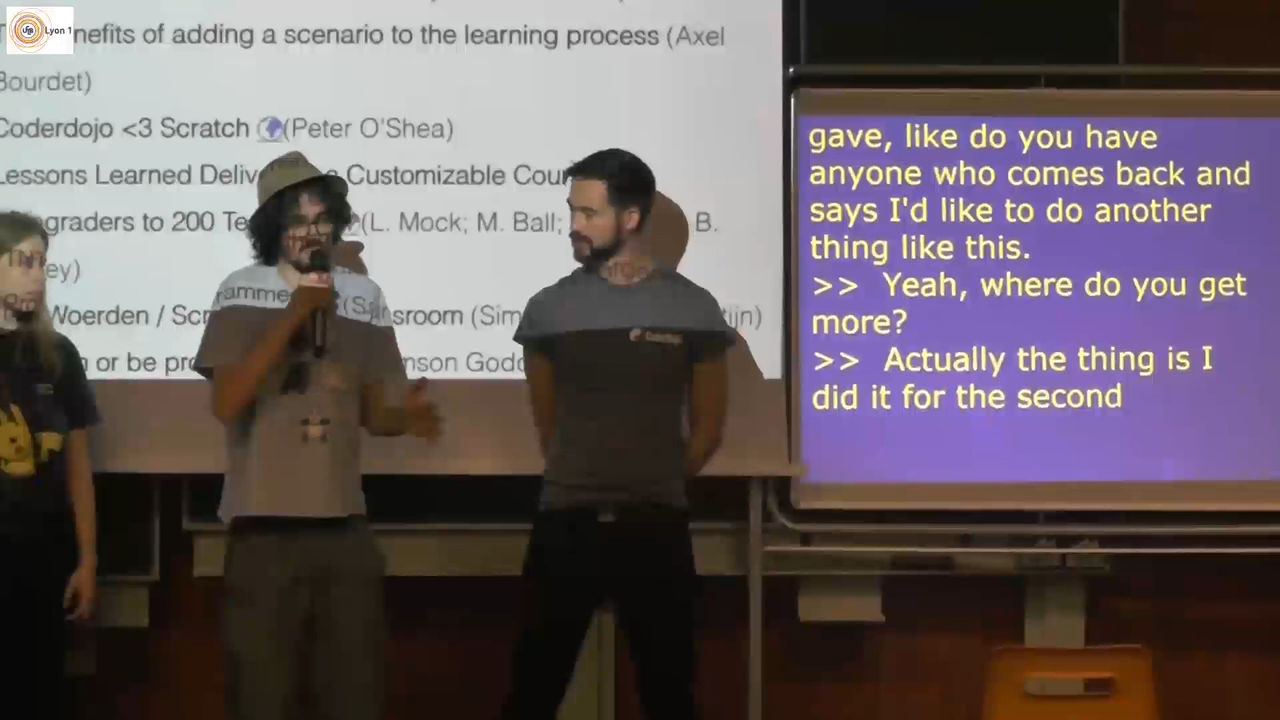 Lyon 1
nefits of adding a scenario to the learning process (Axel
Bourdet)
Coderdojo <3 Scratch (Peter O'Shea)
Lessons Learned Deliv Customizable Cour
graders to 200 Te (L. Mock; M. Ball; B.
ey)
Woerden / Scr nsroom (Sim tijn)
or be pro nson Godd
gave, like do you have
anyone who comes back and
says I'd like to do another
thing like this.
>> Yeah, where do you get
more?
>> Actually the thing is I
did it for the second